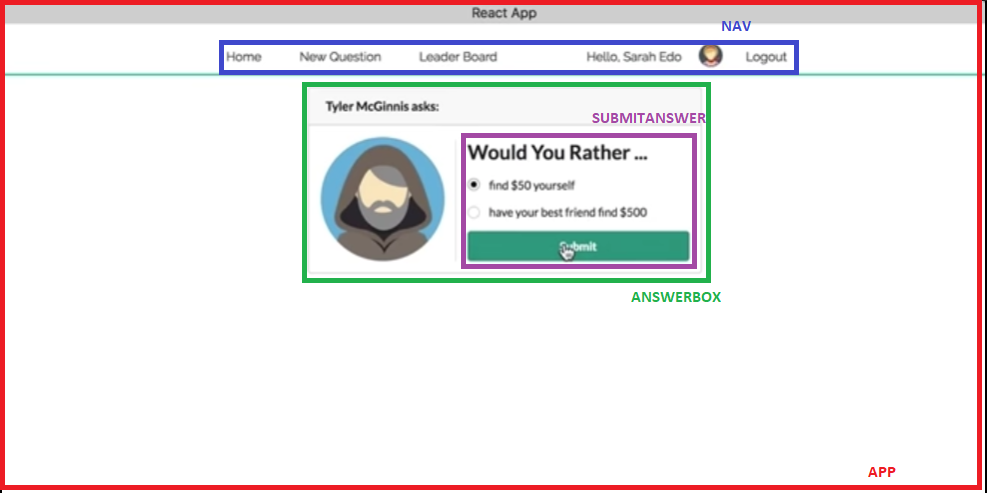 React App
NAV
Home New Question Leader Board Hello, Sarah Edo Logout
Tyler McGinnis asks:
SUBMITANSWER
Would You Rather ...
find $50 yourself
have your best friend find $500
Submit
ANSWERBOX
APP